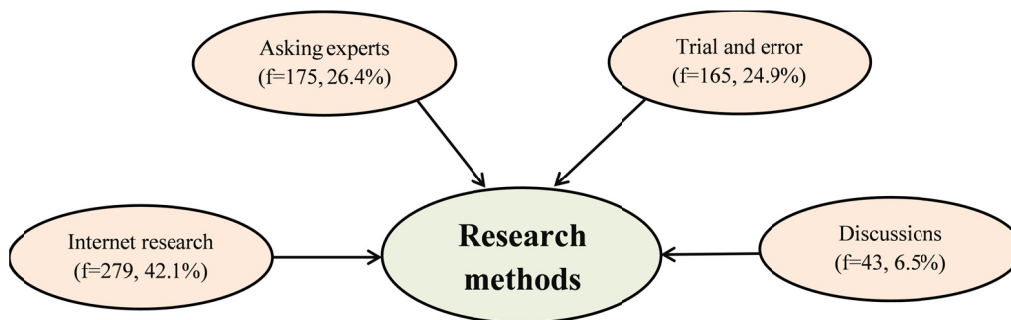 Asking experts
(f=175, 26.4%)
Trial and error
(f=165, 24.9%)
Internet research
(f=279, 42.1%)
Research
methods
Discussions
(f=43, 6.5%)